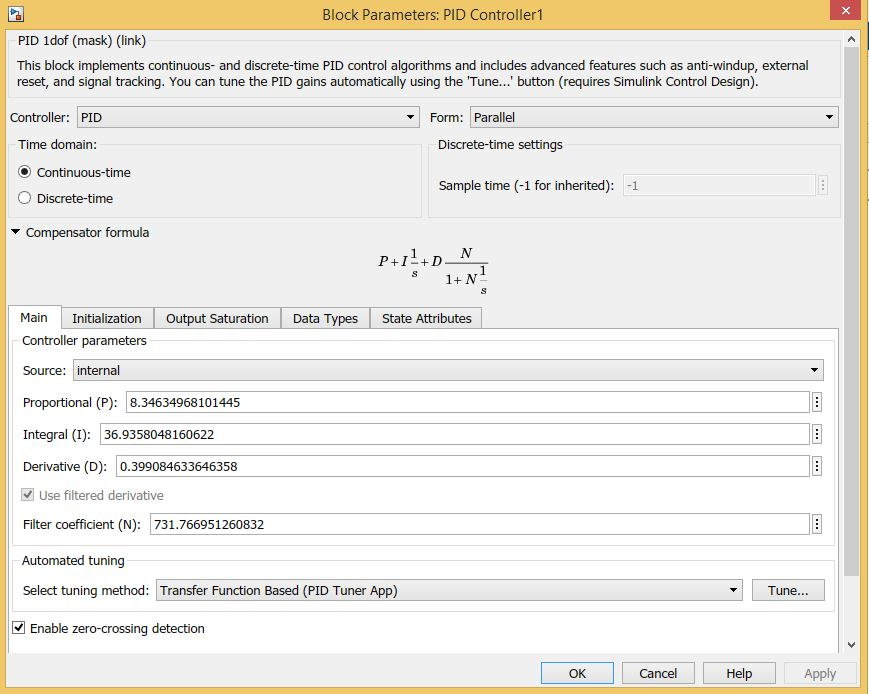 Block Parameters: PID Controller1
PID 1dof (mask) (link)
This block implements continuous- and discrete-time PID control algorithms and includes advanced features such as anti-windup, external
reset, and signal tracking. You can tune the PID gains automatically using the 'Tune...' button (requires Simulink Control Design).
Controller: PID Form: Parallel
Time domain: Discrete-time settings
Continuous-time
Sample time (-1 for inherited): -1
Discrete-time
Compensator formula
P + I 1/s + D N/(1 + N 1/s)
Main Initialization Output Saturation Data Types State Attributes
Controller parameters
Source: internal
Proportional (P): 8.34634968101445
Integral (I): 36.9358048160622
Derivative (D): 0.399084633646358
Use filtered derivative
Filter coefficient (N): 731.766951260832
Automated tuning
Select tuning method: Transfer Function Based (PID Tuner App) Tune...
Enable zero-crossing detection
OK Cancel Help Apply